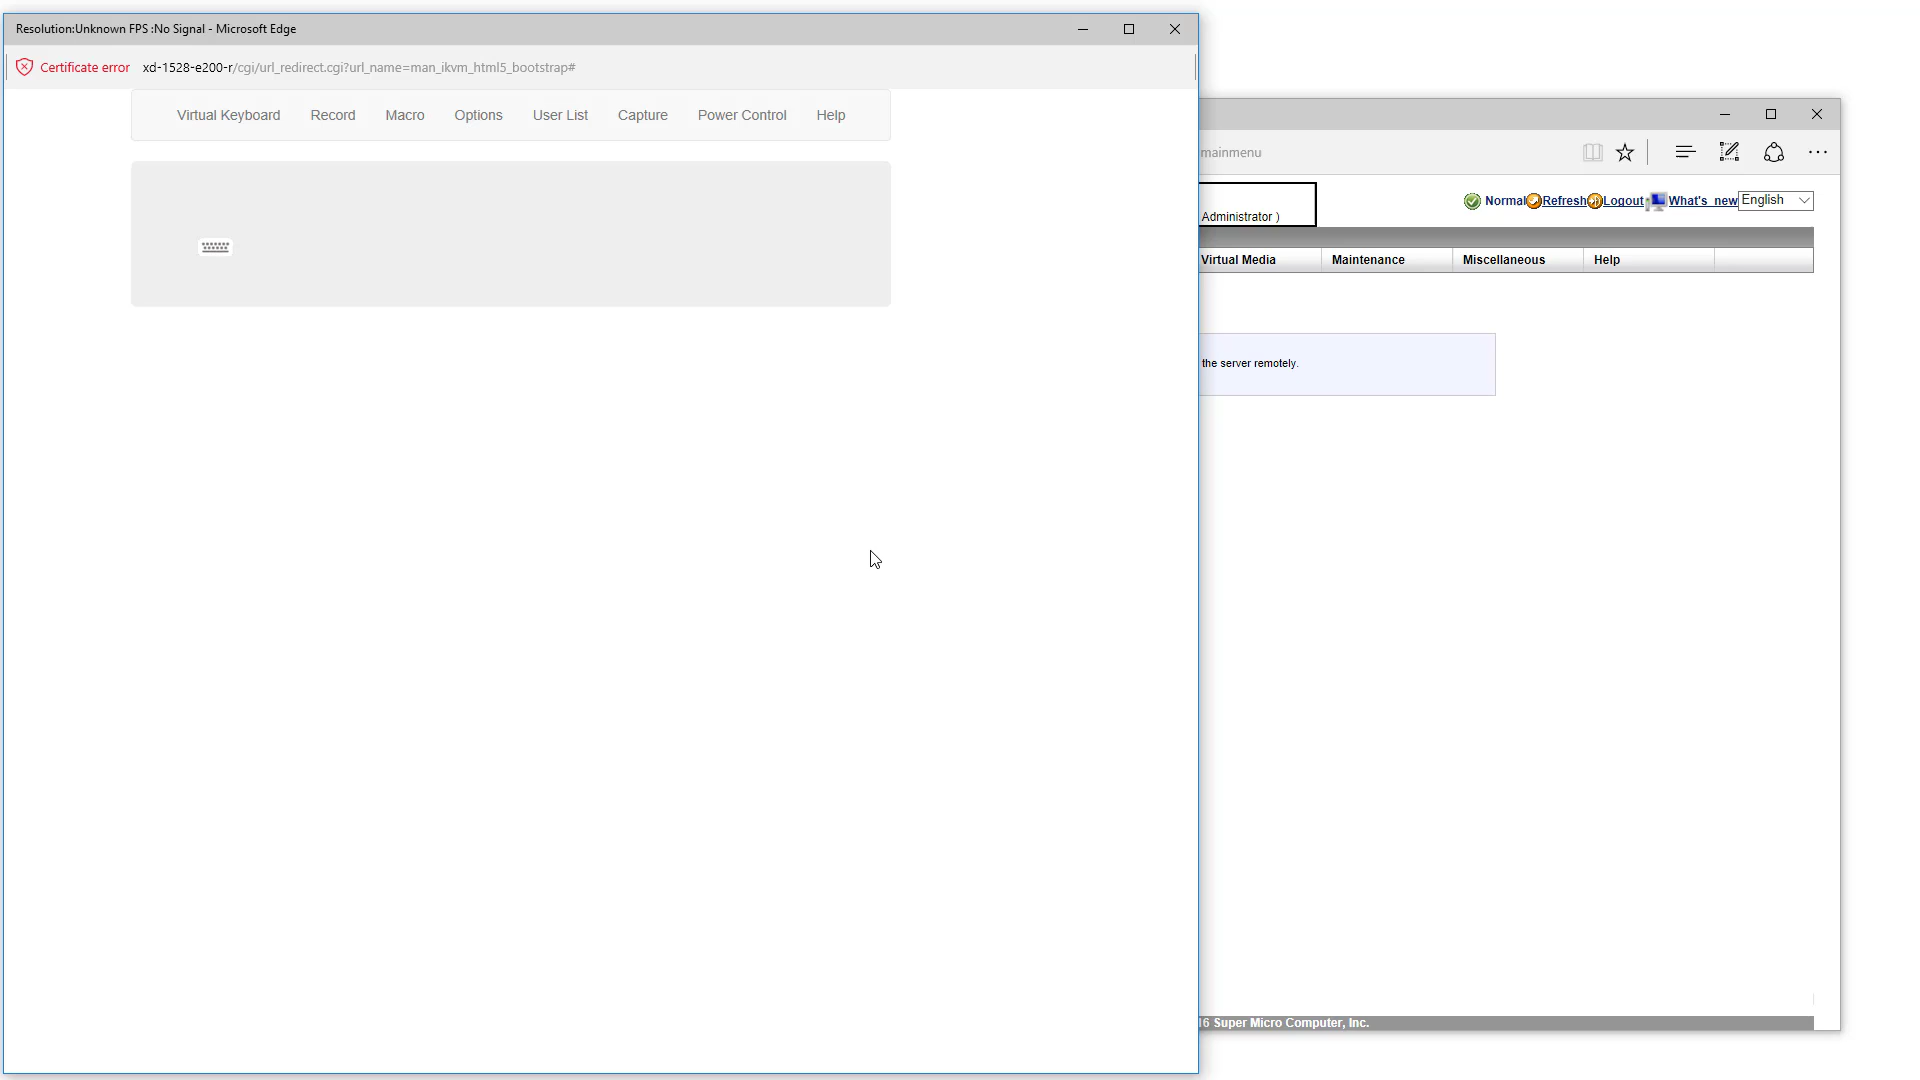 Resolution:Unknown FPS :No Signal - Microsoft Edge
Certificate error xd-1528-e200-r/cgi/url_redirect.cgi?url_name=man_ikvm_html5_bootstrap#
Virtual Keyboard Record Macro Options User List Capture Power Control Help
mainmenu
Normal Refresh Logout What's new English
Administrator )
Virtual Media Maintenance Miscellaneous Help
the server remotely.
6 Super Micro Computer, Inc.